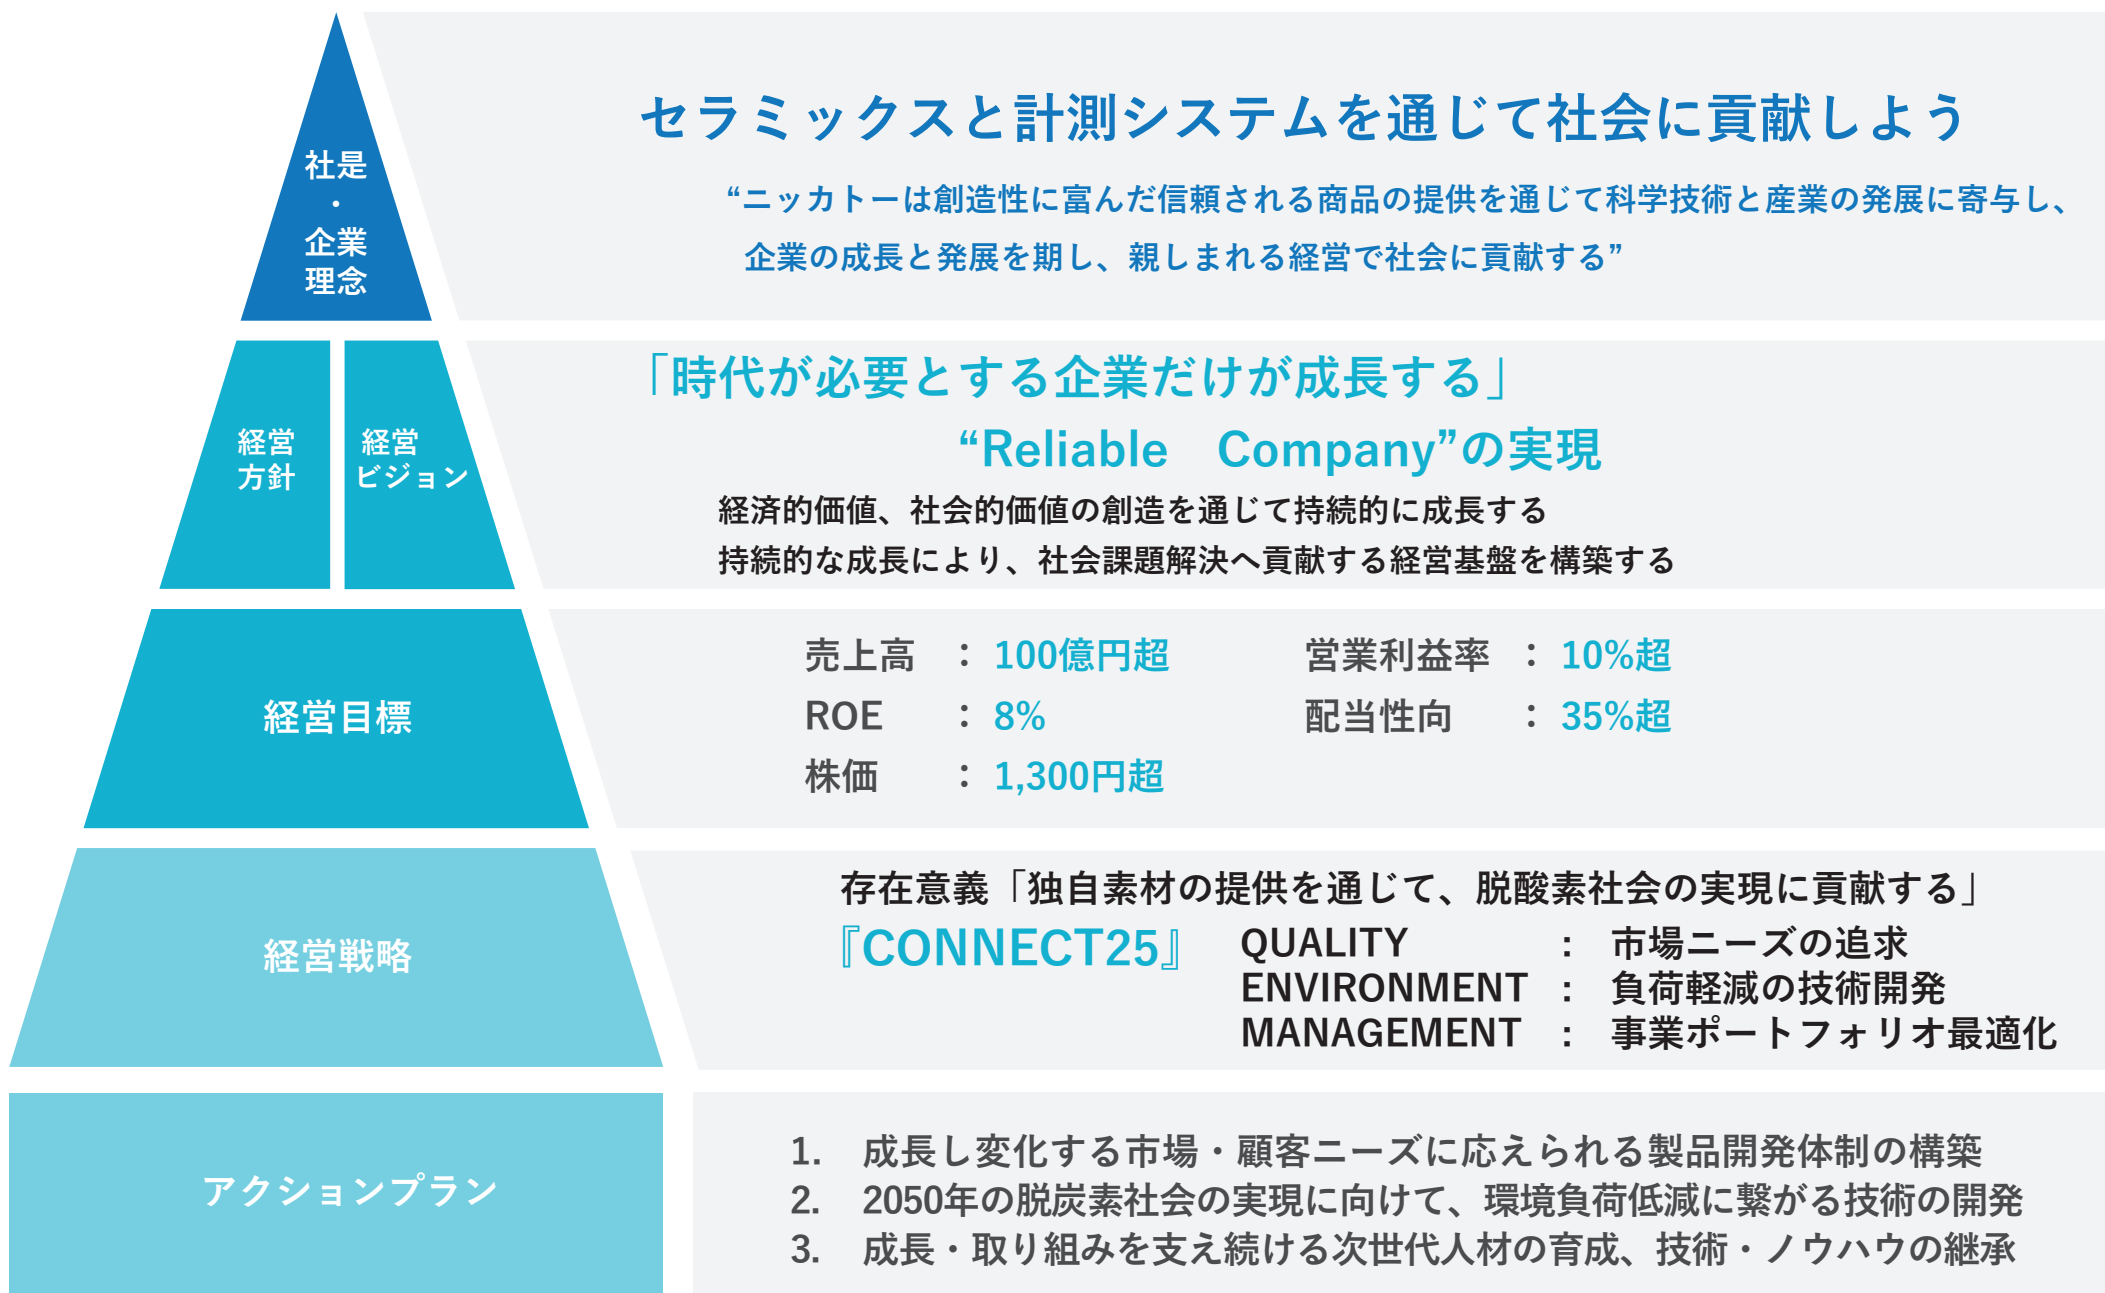 社是
・
企業
理念
セラミックスと計測システムを通じて社会に貢献しよう
“ニッカトーは創造性に富んだ信頼される商品の提供を通じて科学技術と産業の発展に寄与し、
企業の成長と発展を期し、親しまれる経営で社会に貢献する”
経営
方針
経営
ビジョン
「時代が必要とする企業だけが成長する」
“Reliable　Company”の実現
経済的価値、社会的価値の創造を通じて持続的に成長する
持続的な成長により、社会課題解決へ貢献する経営基盤を構築する
経営目標
売上高　：100億円超　営業利益率　：10%超
ROE　：8%　配当性向　：35%超
株価　：1,300円超
経営戦略
存在意義「独自素材の提供を通じて、脱酸素社会の実現に貢献する」
『CONNECT25』
QUALITY : 市場ニーズの追求
ENVIRONMENT : 負荷軽減の技術開発
MANAGEMENT : 事業ポートフォリオ最適化
アクションプラン
1. 成長し変化する市場・顧客ニーズに応えられる製品開発体制の構築
2. 2050年の脱炭素社会の実現に向けて、環境負荷低減に繋がる技術の開発
3. 成長・取り組みを支え続ける次世代人材の育成、技術・ノウハウの継承